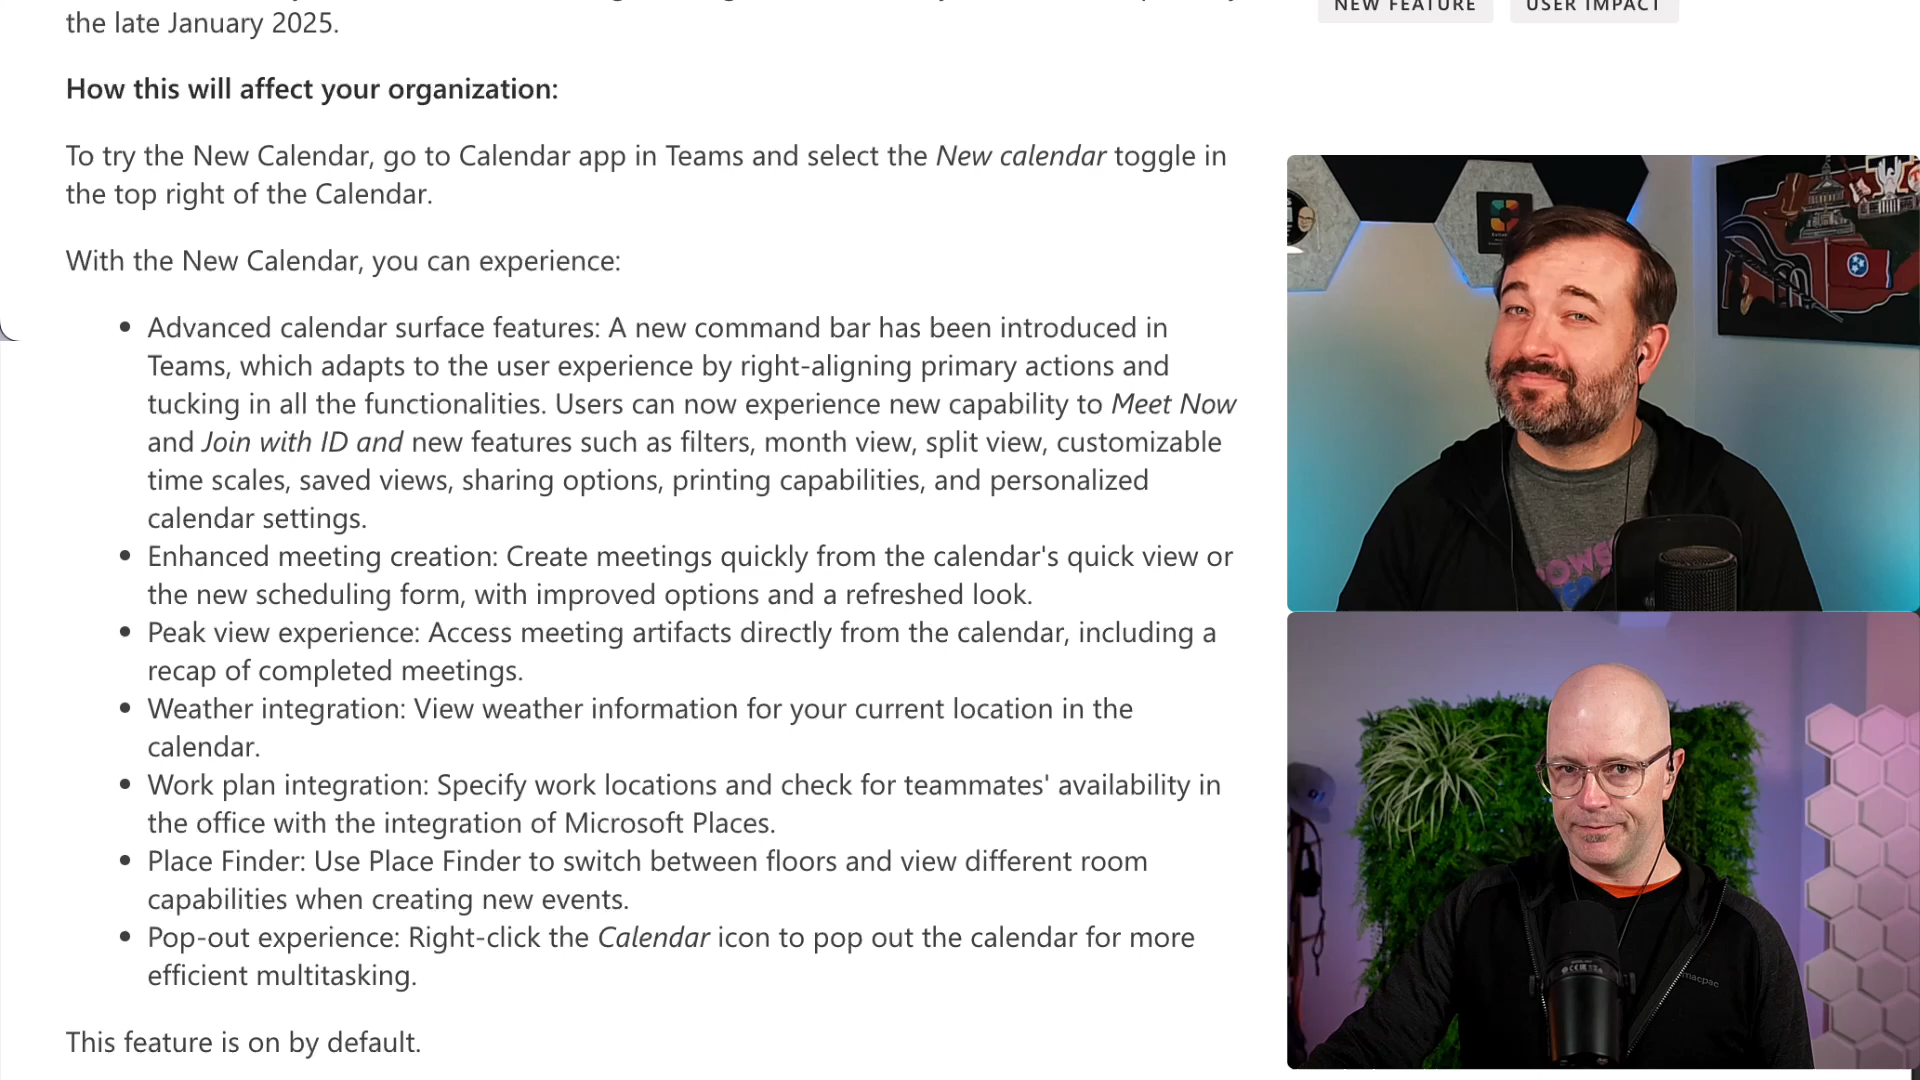 the late January 2025.
NEW FEATURE
USER IMPACT
How this will affect your organization:
To try the New Calendar, go to Calendar app in Teams and select the New calendar toggle in
the top right of the Calendar.
With the New Calendar, you can experience:
• Advanced calendar surface features: A new command bar has been introduced in
Teams, which adapts to the user experience by right-aligning primary actions and
tucking in all the functionalities. Users can now experience new capability to Meet Now
and Join with ID and new features such as filters, month view, split view, customizable
time scales, saved views, sharing options, printing capabilities, and personalized
calendar settings.
• Enhanced meeting creation: Create meetings quickly from the calendar's quick view or
the new scheduling form, with improved options and a refreshed look.
• Peak view experience: Access meeting artifacts directly from the calendar, including a
recap of completed meetings.
• Weather integration: View weather information for your current location in the
calendar.
• Work plan integration: Specify work locations and check for teammates' availability in
the office with the integration of Microsoft Places.
• Place Finder: Use Place Finder to switch between floors and view different room
capabilities when creating new events.
• Pop-out experience: Right-click the Calendar icon to pop out the calendar for more
efficient multitasking.
This feature is on by default.
macpac